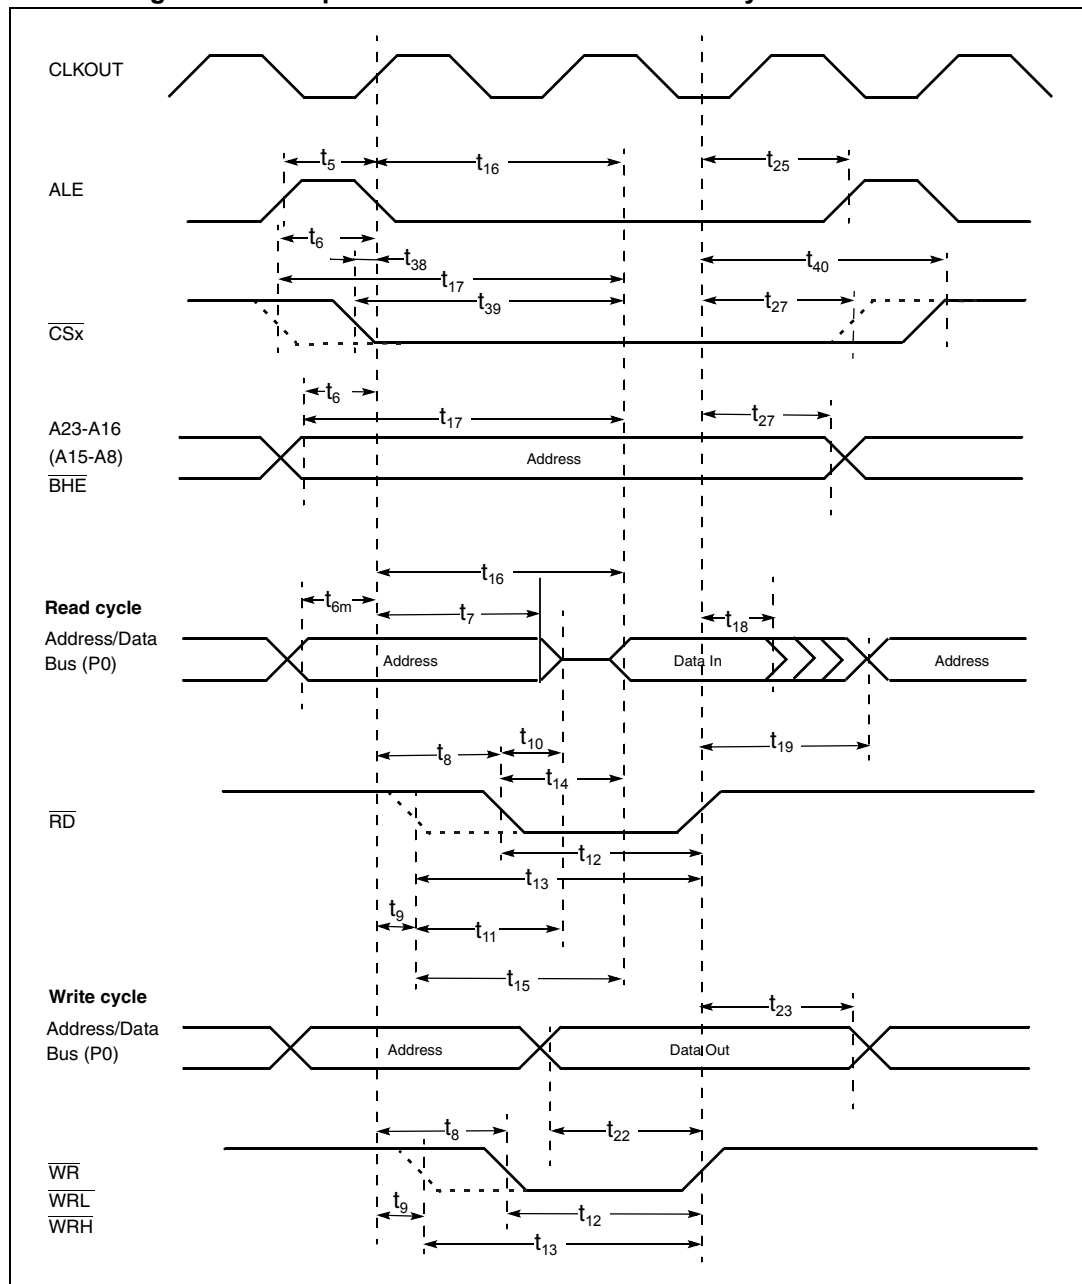 CLKOUT
t5
t16
t25
ALE
t6
t38
t40
t17
t39
t27
CSx
t6
t17
t27
A23-A16
(A15-A8)
Address
BHE
t16
Read cycle
t6m
t7
t18
Address/Data
Bus (P0)
Address
Data In
Address
t10
t8
t19
t14
RD
t12
t13
t9
t11
t15
Write cycle
t23
Address/Data
Bus (P0)
Address
Data Out
t8
t22
WR
WRL
t9
t12
WRH
t13